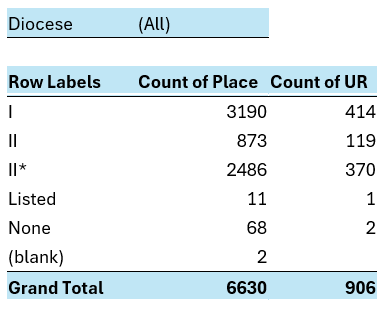 Diocese (All)
Row Labels Count of Place Count of UR
I 3190 414
II 873 119
II* 2486 370
Listed 11 1
None 68 2
(blank) 2
Grand Total 6630 906